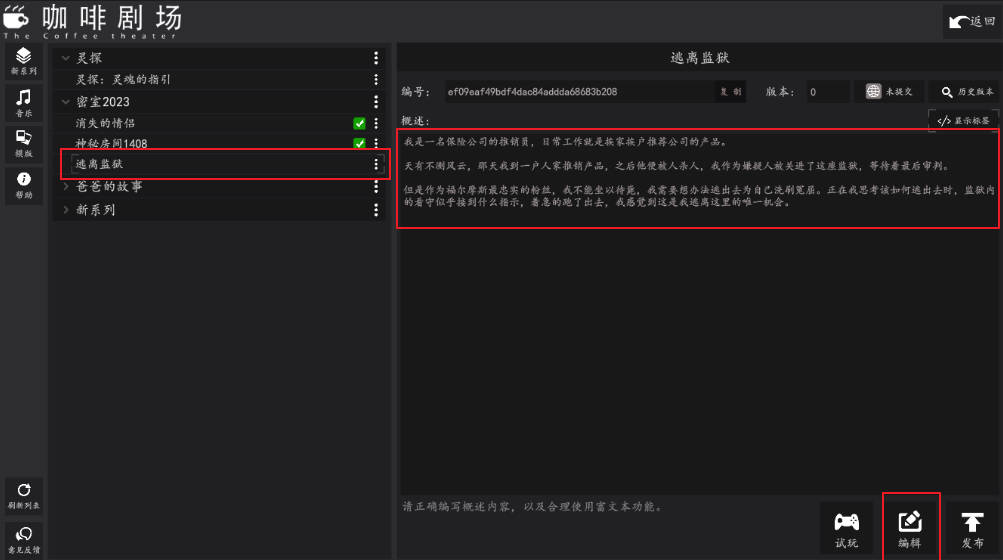 咖啡剧场
The Coffee theater
返回
新系列
音乐
模版
帮助
刷新列表
意见反馈
灵探
灵探：灵魂的指引
密室2023
消失的情侣
神秘房间1408
逃离监狱
爸爸的故事
新系列
逃离监狱
编号： ef09eaf49bdf4dac84addda68683b208 复制 版本： 0 未提交 历史版本
概述： </> 显示标签
我是一名保险公司的推销员，日常工作就是挨家挨户推荐公司的产品。
天有不测风云，那天我到一户人家推销产品，之后他便被人杀人，我作为嫌疑人被关进了这座监狱，等待着最后审判。
但是作为福尔摩斯最忠实的粉丝，我不能坐以待毙，我需要想办法逃出去为自己洗刷冤屈。正在我思考该如何逃出去时，监狱内
的看守似乎接到什么指示，着急的跑了出去，我感觉到这是我逃离这里的唯一机会。
请正确编写概述内容，以及合理使用富文本功能。
试玩
编辑
发布